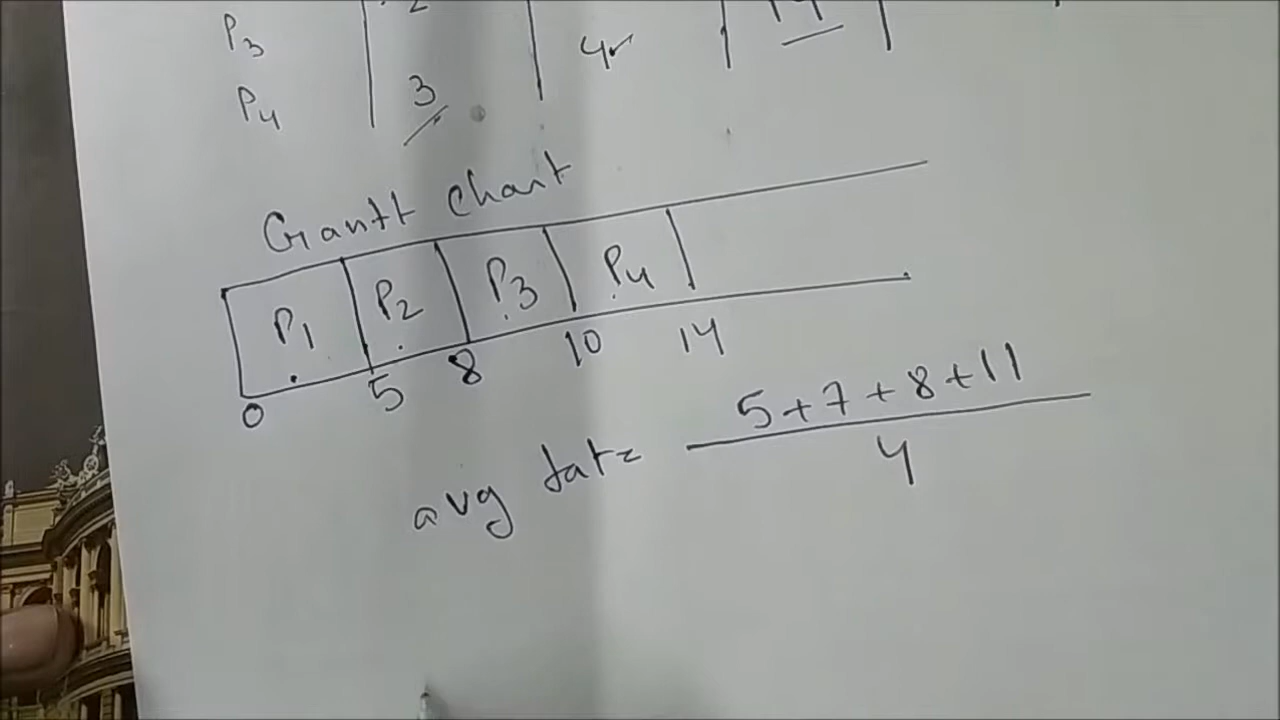 P3 2
4 14
P4 3
Gantt chart
P1 P2 P3 P4
0 5 8 10 14
5+7+8+11
avg tat=
4